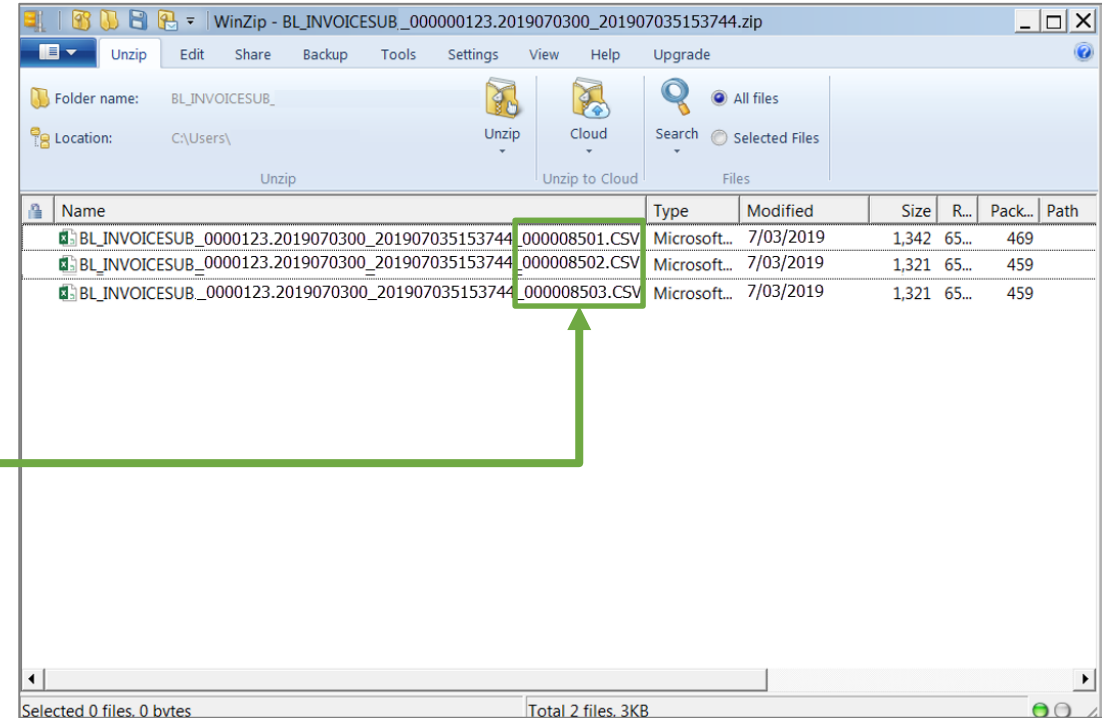 WinZip - BL_INVOICESUB_000000123.2019070300_201907035153744.zip
Unzip Edit Share Backup Tools Settings View Help Upgrade
Folder name: BL_INVOICESUB_
Location: C:\Users\
Unzip Cloud Search All files
Selected Files
Unzip Unzip to Cloud Files
Name Type Modified Size R... Pack... Path
BL_INVOICESUB_0000123.2019070300_201907035153744_000008501.CSV Microsoft... 7/03/2019 1,342 65... 469
BL_INVOICESUB_0000123.2019070300_201907035153744_000008502.CSV Microsoft... 7/03/2019 1,321 65... 459
BL_INVOICESUB._0000123.2019070300_201907035153744_000008503.CSV Microsoft... 7/03/2019 1,321 65... 459
Selected 0 files, 0 bytes Total 2 files, 3KB